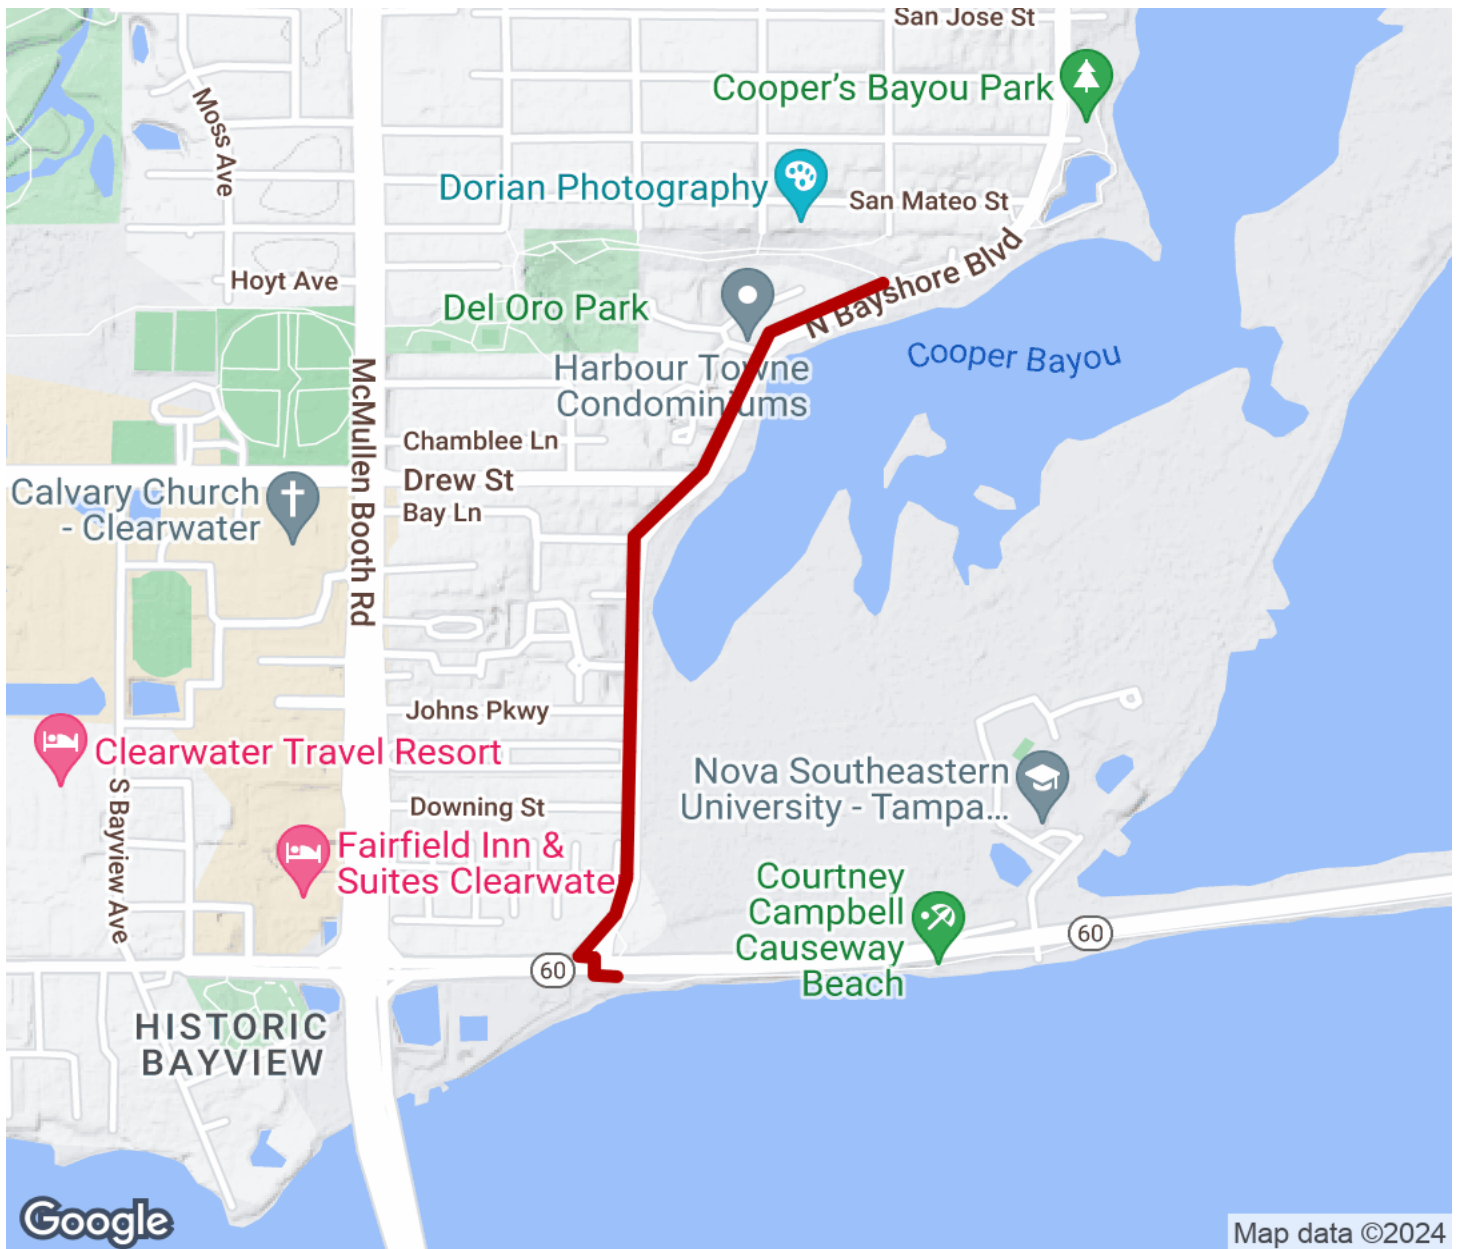 San Jose St
Cooper's Bayou Park
Moss Ave
Dorian Photography
San Mateo St
Hoyt Ave
N Bayshore Blvd
Del Oro Park
Cooper Bayou
Harbour Towne
Condominiums
McMullen Booth Rd
Chamblee Ln
Drew St
Calvary Church
- Clearwater
Bay Ln
Johns Pkwy
Clearwater Travel Resort
Nova Southeastern
University - Tampa...
S Bayview Ave
Downing St
Fairfield Inn &
Suites Clearwater
Courtney
Campbell
Causeway
Beach
60
60
HISTORIC
BAYVIEW
Google
Map data ©2024